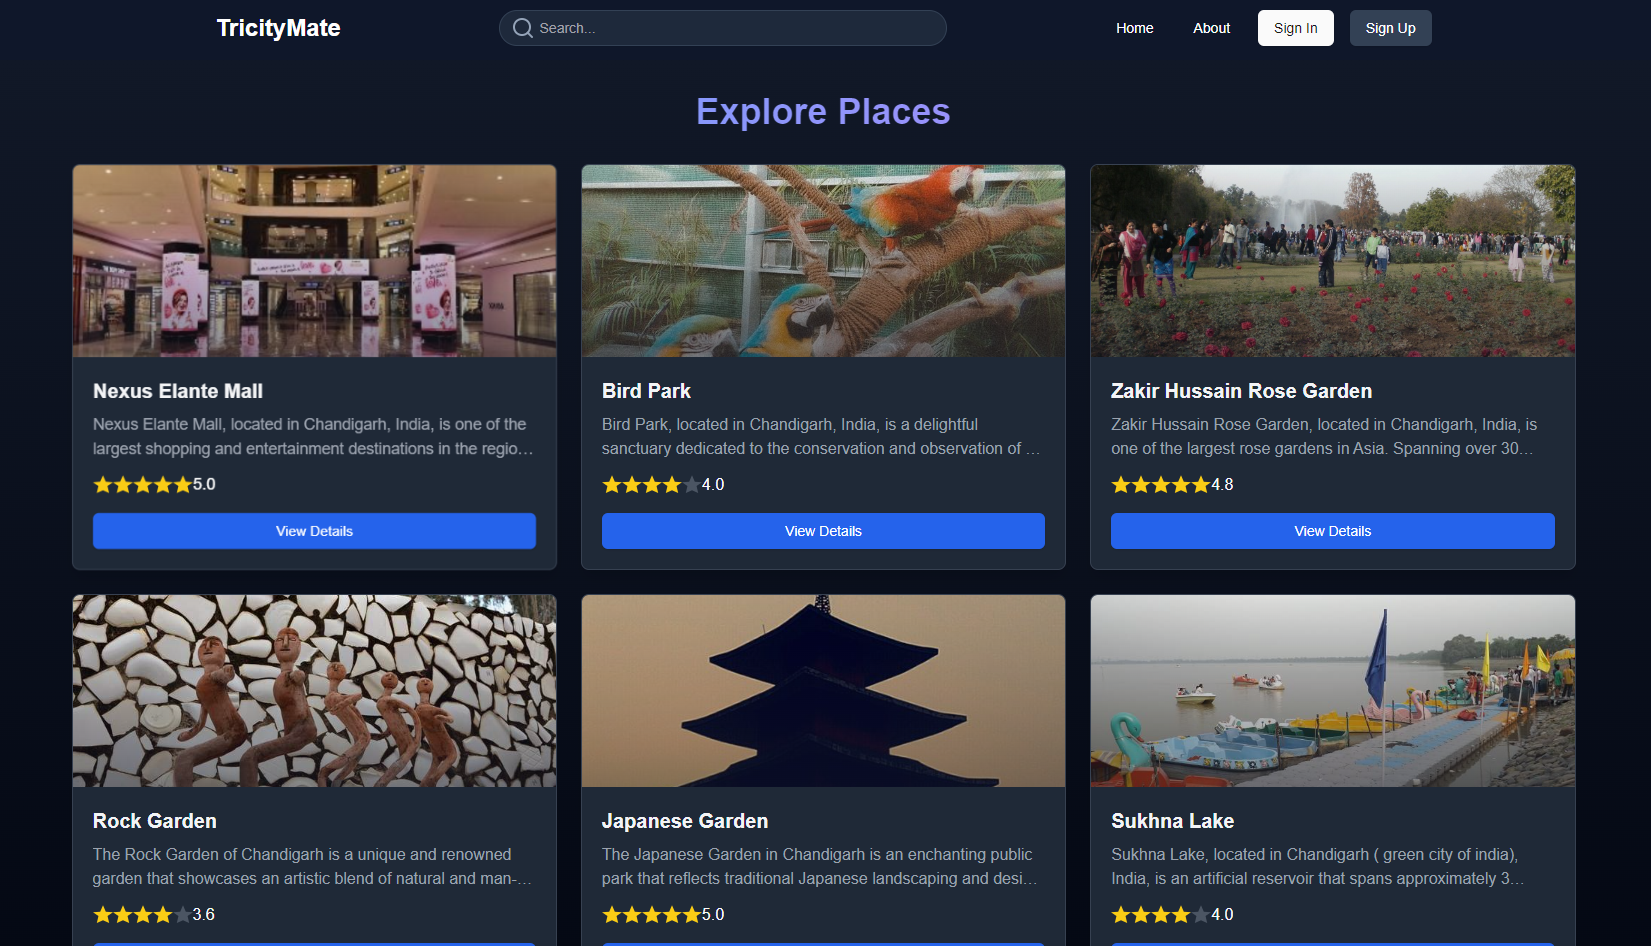 TricityMate
Search...
Home
About
Sign In
Sign Up
Explore Places
Nexus Elante Mall
Nexus Elante Mall, located in Chandigarh, India, is one of the
largest shopping and entertainment destinations in the regio…
5.0
View Details
Bird Park
Bird Park, located in Chandigarh, India, is a delightful
sanctuary dedicated to the conservation and observation of …
4.0
View Details
Zakir Hussain Rose Garden
Zakir Hussain Rose Garden, located in Chandigarh, India, is
one of the largest rose gardens in Asia. Spanning over 30…
4.8
View Details
Rock Garden
The Rock Garden of Chandigarh is a unique and renowned
garden that showcases an artistic blend of natural and man-…
3.6
Japanese Garden
The Japanese Garden in Chandigarh is an enchanting public
park that reflects traditional Japanese landscaping and desi…
5.0
Sukhna Lake
Sukhna Lake, located in Chandigarh ( green city of india),
India, is an artificial reservoir that spans approximately 3…
4.0